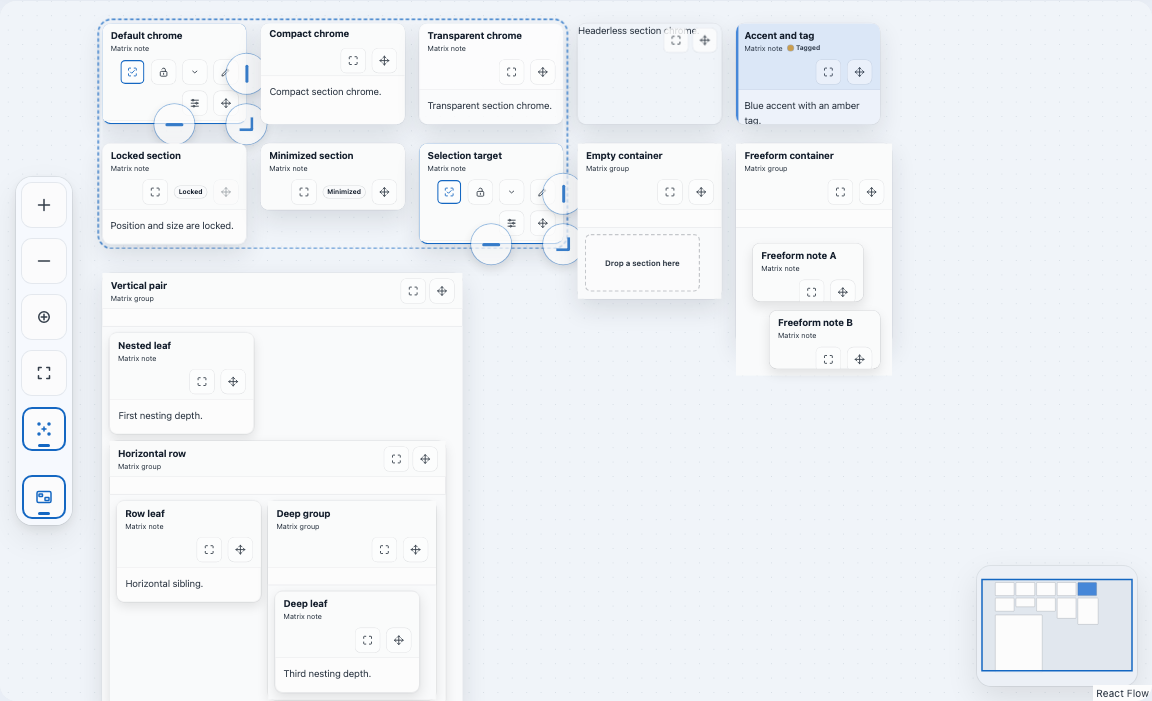 Default chrome
Matrix note
Compact chrome
Compact section chrome.
Transparent chrome
Matrix note
Transparent section chrome.
Headerless section chrome.
Accent and tag
Matrix note
Tagged
Blue accent with an amber
tag.
Locked section
Matrix note
Locked
Position and size are locked.
Minimized section
Matrix note
Minimized
Selection target
Matrix note
Empty container
Matrix group
Drop a section here
Freeform container
Matrix group
Freeform note A
Matrix note
Freeform note B
Matrix note
Vertical pair
Matrix group
Nested leaf
Matrix note
First nesting depth.
Horizontal row
Matrix group
Row leaf
Matrix note
Horizontal sibling.
Deep group
Matrix group
Deep leaf
Matrix note
Third nesting depth.
React Flow